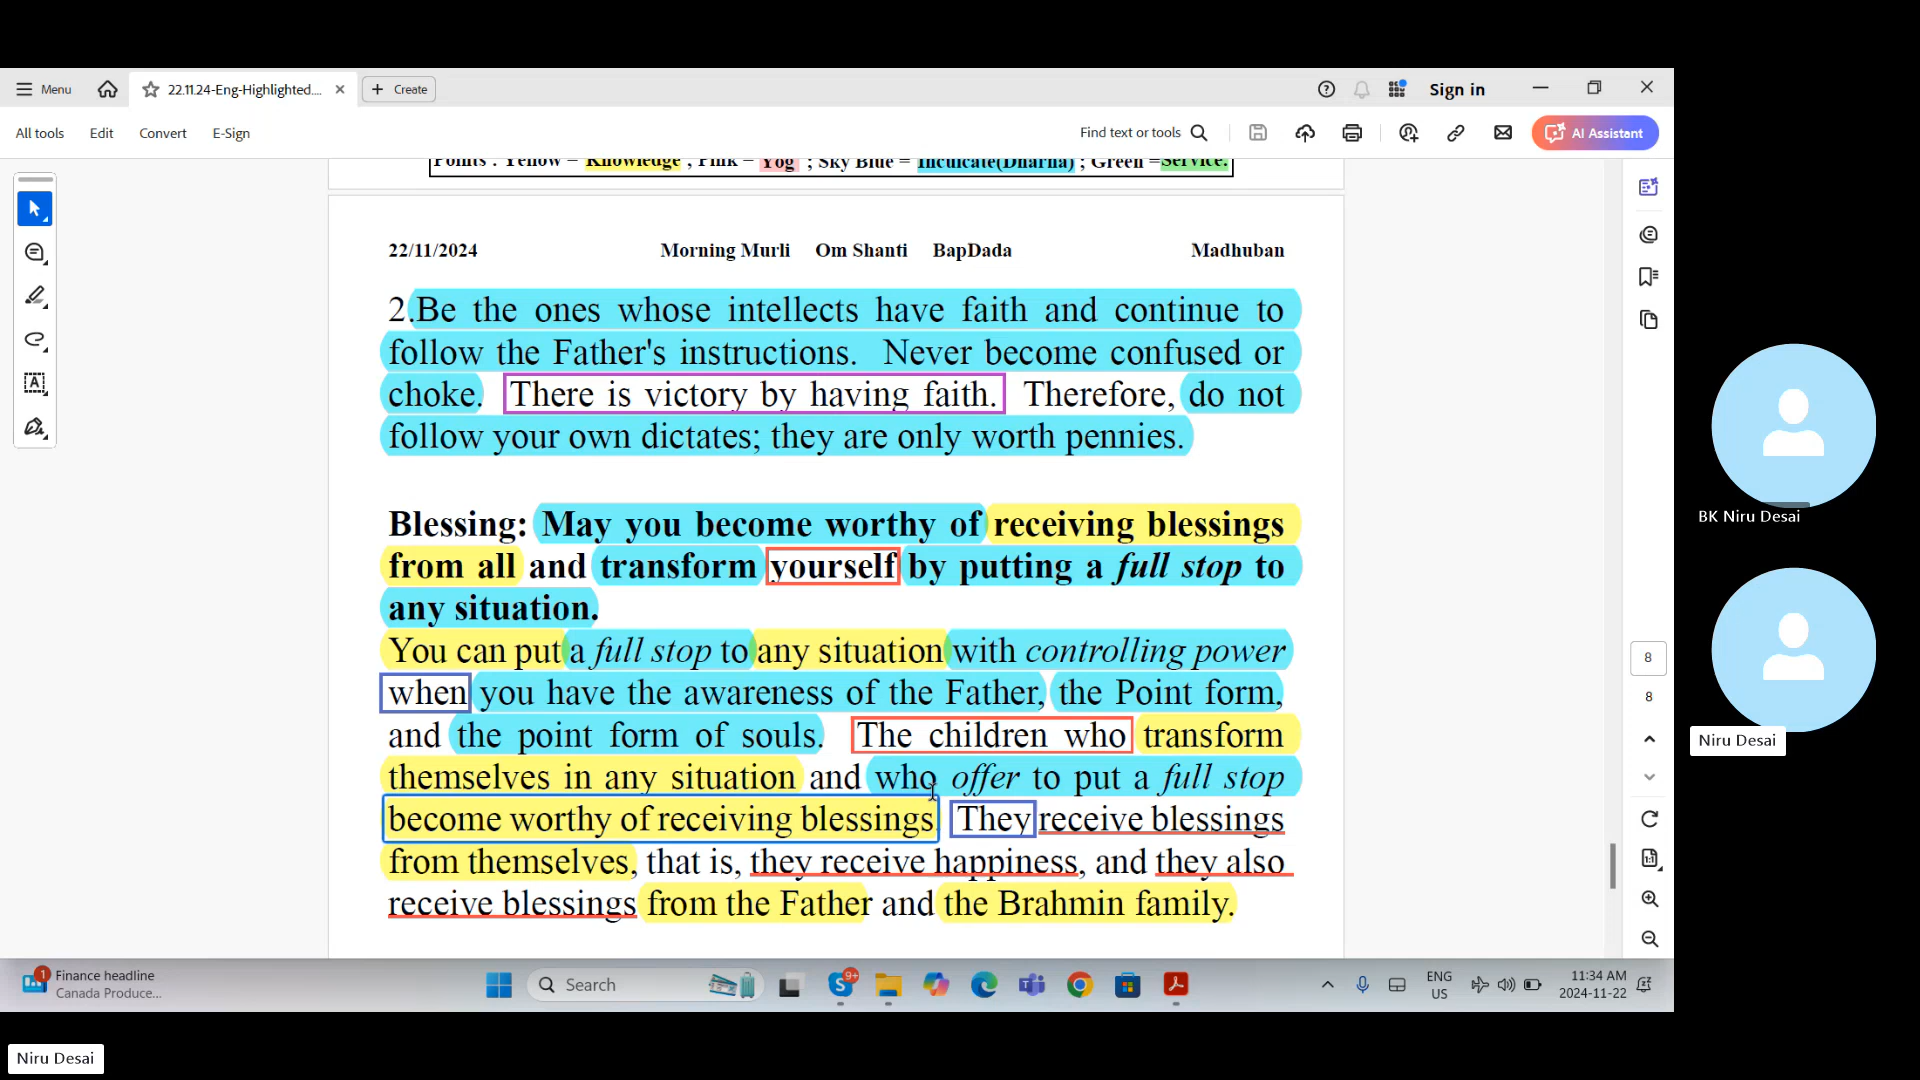 Menu
22.11.24-Eng-Highlighted....
Create
Sign in
All tools
Edit
Convert
E-Sign
Find text or tools
AI Assistant
Points : Yellow = Knowledge , Pink = Yog ; Sky Blue = Inculcate(Dharna) ; Green =Service.
22/11/2024 Morning Murli Om Shanti BapDada Madhuban
2.Be the ones whose intellects have faith and continue to
follow the Father's instructions. Never become confused or
choke. There is victory by having faith. Therefore, do not
follow your own dictates; they are only worth pennies.
Blessing: May you become worthy of receiving blessings
from all and transform yourself by putting a full stop to
any situation.
You can put a full stop to any situation with controlling power
when you have the awareness of the Father, the Point form,
and the point form of souls. The children who transform
themselves in any situation and who offer to put a full stop
become worthy of receiving blessings. They receive blessings
from themselves, that is, they receive happiness, and they also
receive blessings from the Father and the Brahmin family.
8
8
BK Niru Desai
Niru Desai
1
Finance headline
Canada Produce...
Search
9+
ENG
US
11:34 AM
2024-11-22
Niru Desai